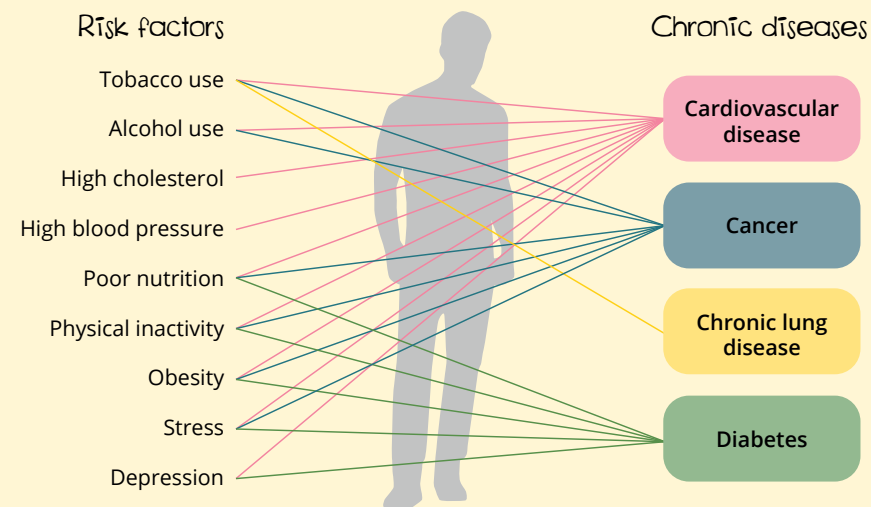 Risk factors
Tobacco use
Alcohol use
High cholesterol
High blood pressure
Poor nutrition
Physical inactivity
Obesity
Stress
Depression
Chronic diseases
Cardiovascular
disease
Cancer
Chronic lung
disease
Diabetes